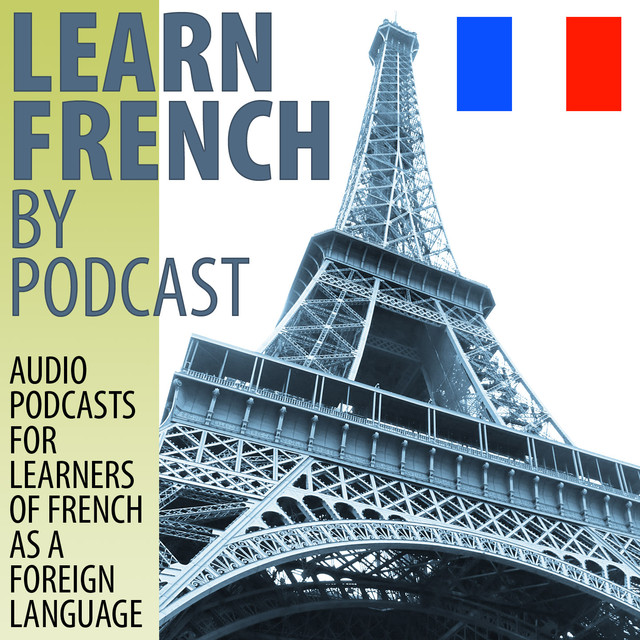 LEARN
FRENCH
BY
PODCAST
AUDIO
PODCASTS
FOR
LEARNERS
OF FRENCH
AS A
FOREIGN
LANGUAGE